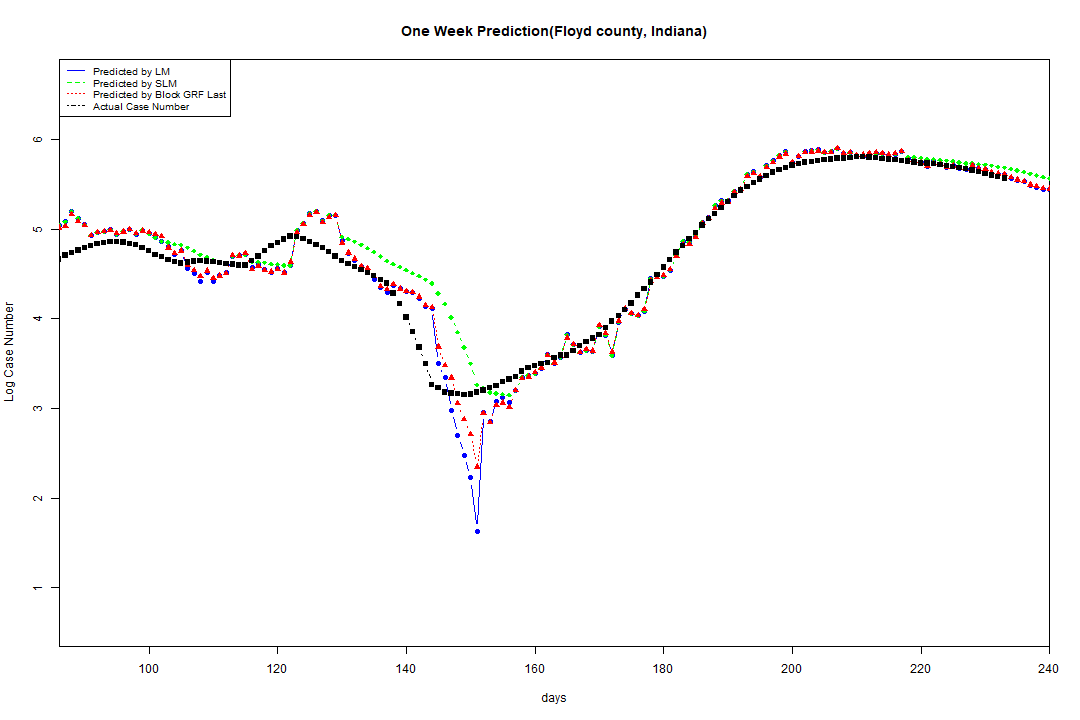 One Week Prediction(Floyd county, Indiana)
Predicted by LM
Predicted by SLM
Predicted by Block GRF Last
Actual Case Number
6
5
4
3
2
1
Log Case Number
100 120 140 160 180 200 220 240
days